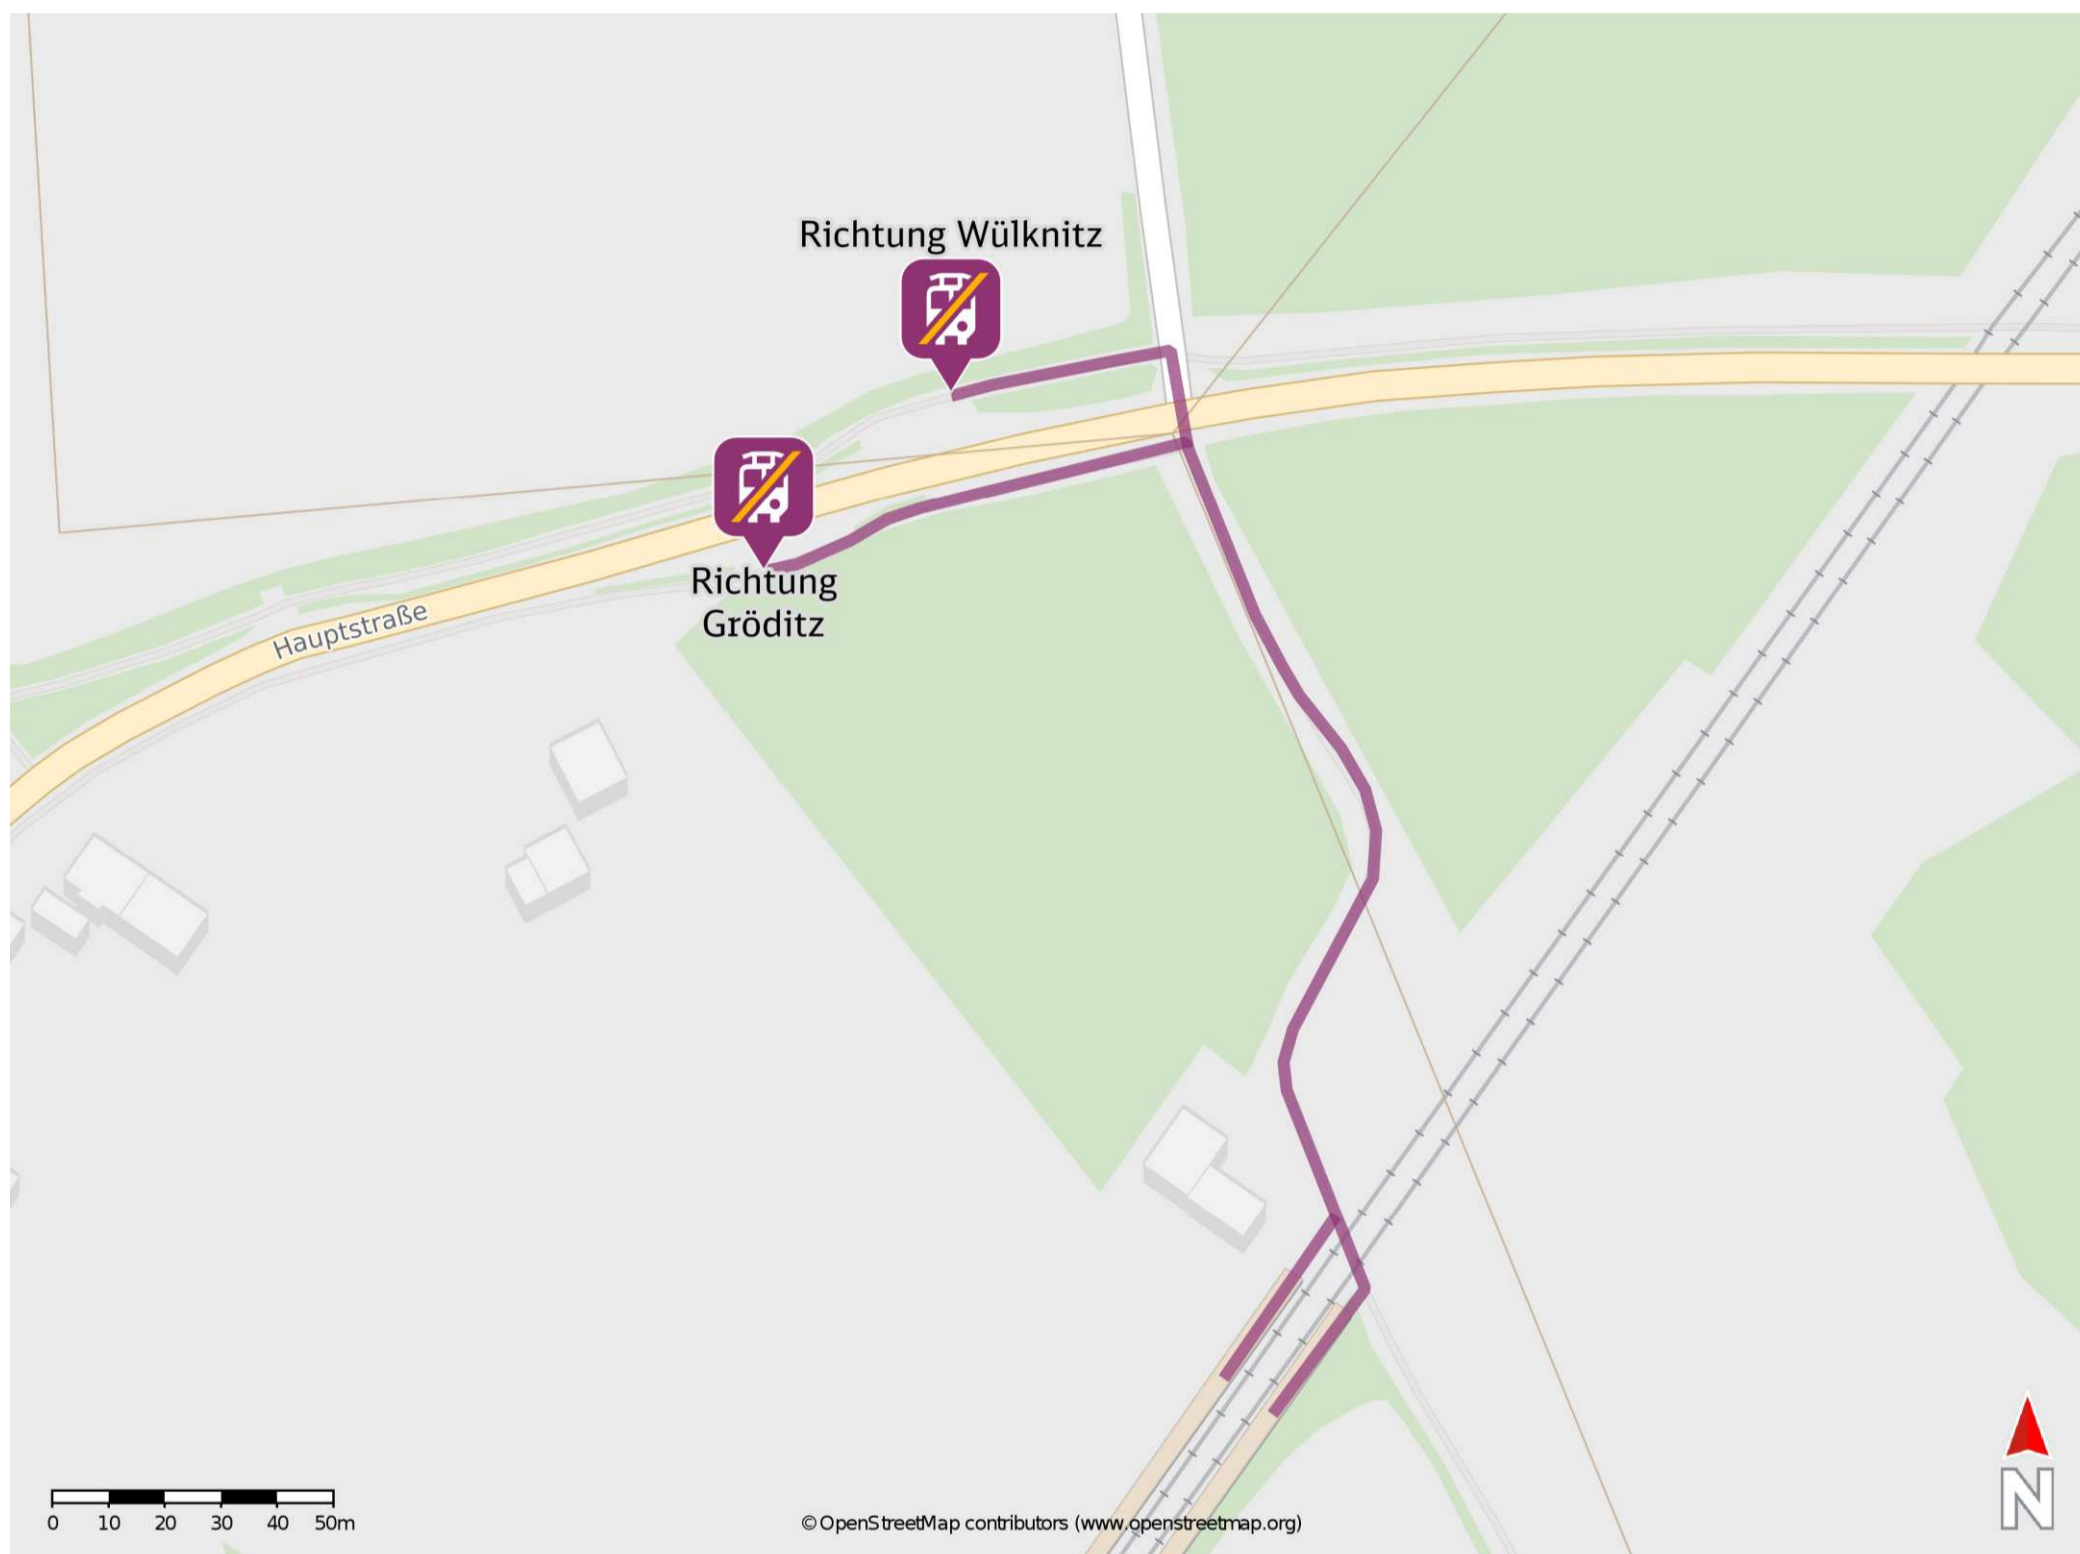 Richtung Wülknitz
Richtung
Gröditz
Hauptstraße
0 10 20 30 40 50m
© OpenStreetMap contributors (www.openstreetmap.org)
N